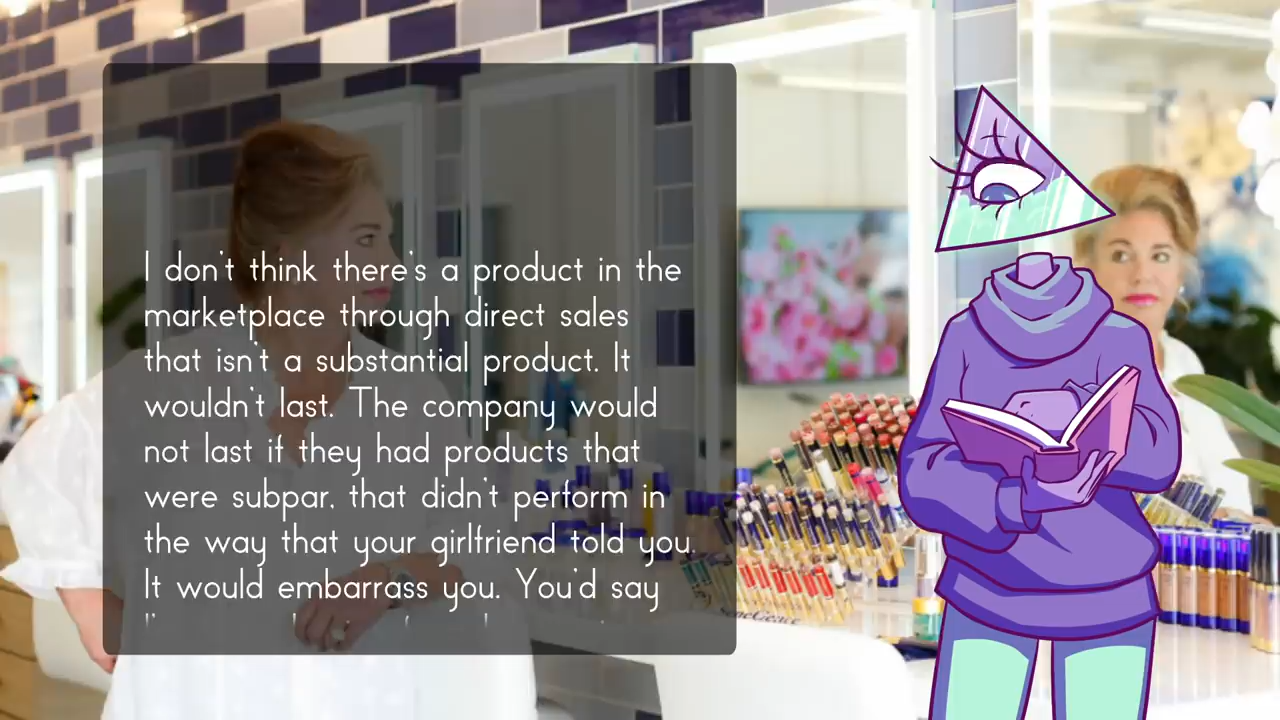 I don't think there's a product in the
marketplace through direct sales
that isn't a substantial product. It
wouldn't last. The company would
not last if they had products that
were subpar, that didn't perform in
the way that your girlfriend told you.
It would embarrass you. You'd say
SeneGence